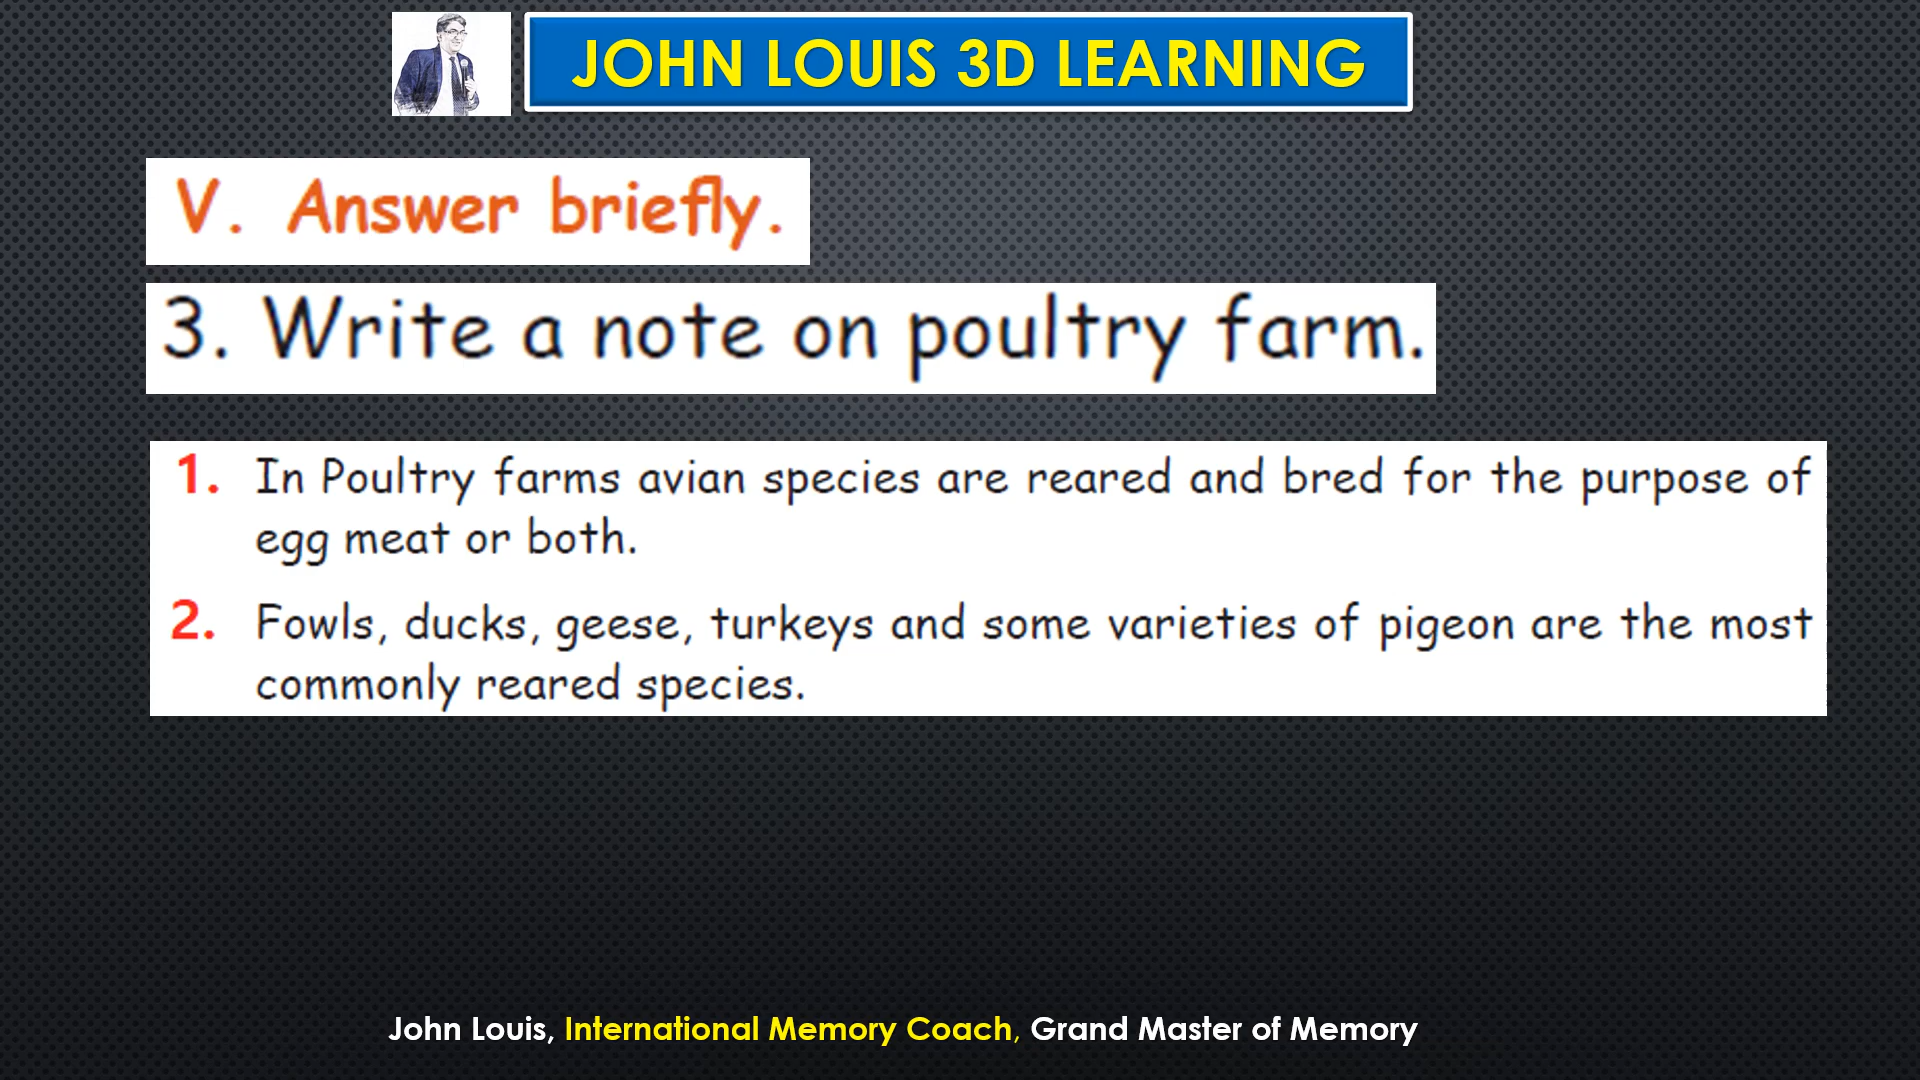 JOHN LOUIS 3D LEARNING
V. Answer briefly.
3. Write a note on poultry farm.
1. In Poultry farms avian species are reared and bred for the purpose of
egg meat or both.
2. Fowls, ducks, geese, turkeys and some varieties of pigeon are the most
commonly reared species.
John Louis, International Memory Coach, Grand Master of Memory